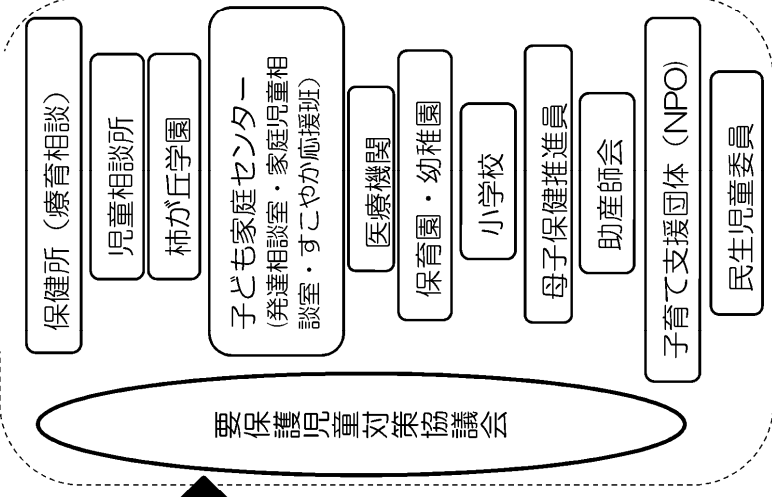 保健所（療育相談）
児童相談所
柿が丘学園
子ども家庭センター
(発達相談室・家庭児童相
談室・すこやか応援班)
医療機関
保育園・幼稚園
小学校
母子保健推進員
助産師会
子育て支援団体（NPO）
民生児童委員
要保護児童対策協議会